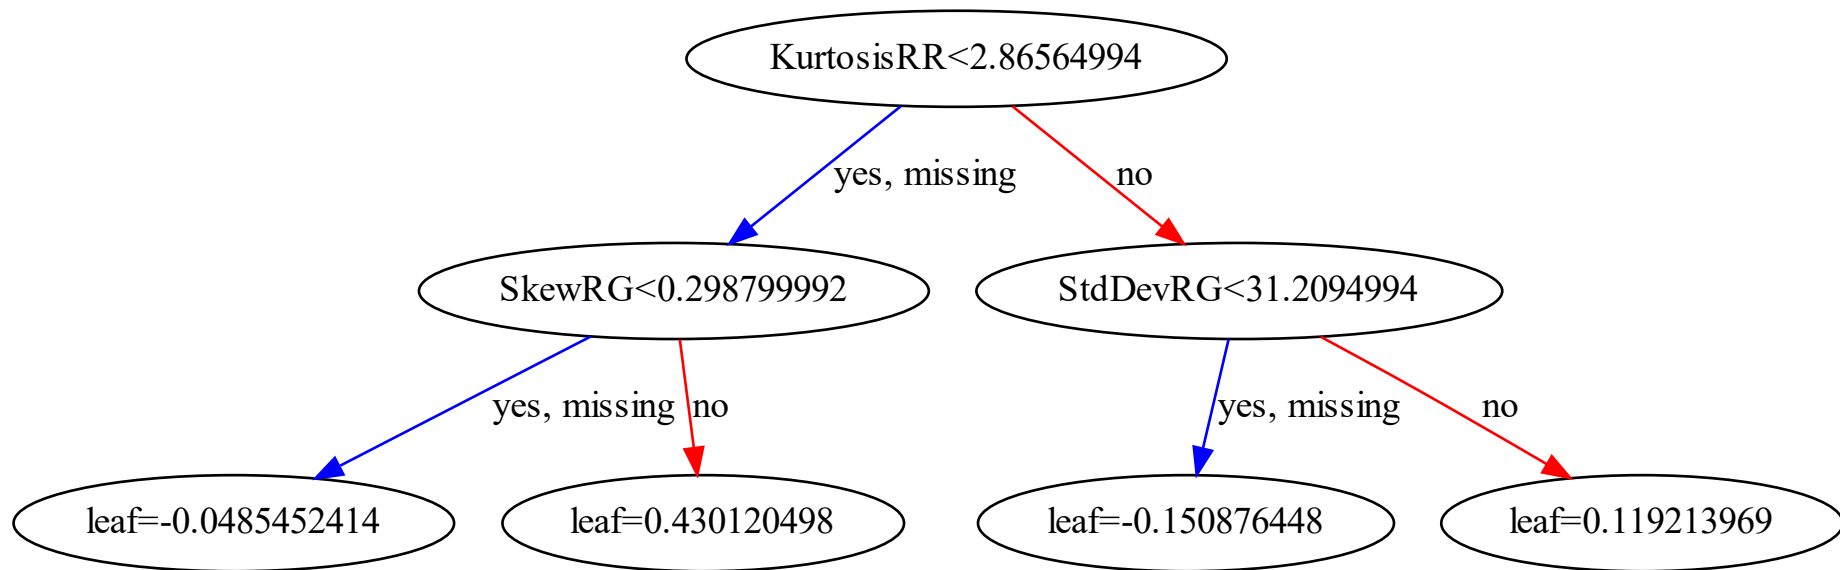 KurtosisRR<2.86564994
yes, missing
no
SkewRG<0.298799992
StdDevRG<31.2094994
yes, missing
no
yes, missing
no
leaf=-0.0485452414
leaf=0.430120498
leaf=-0.150876448
leaf=0.119213969